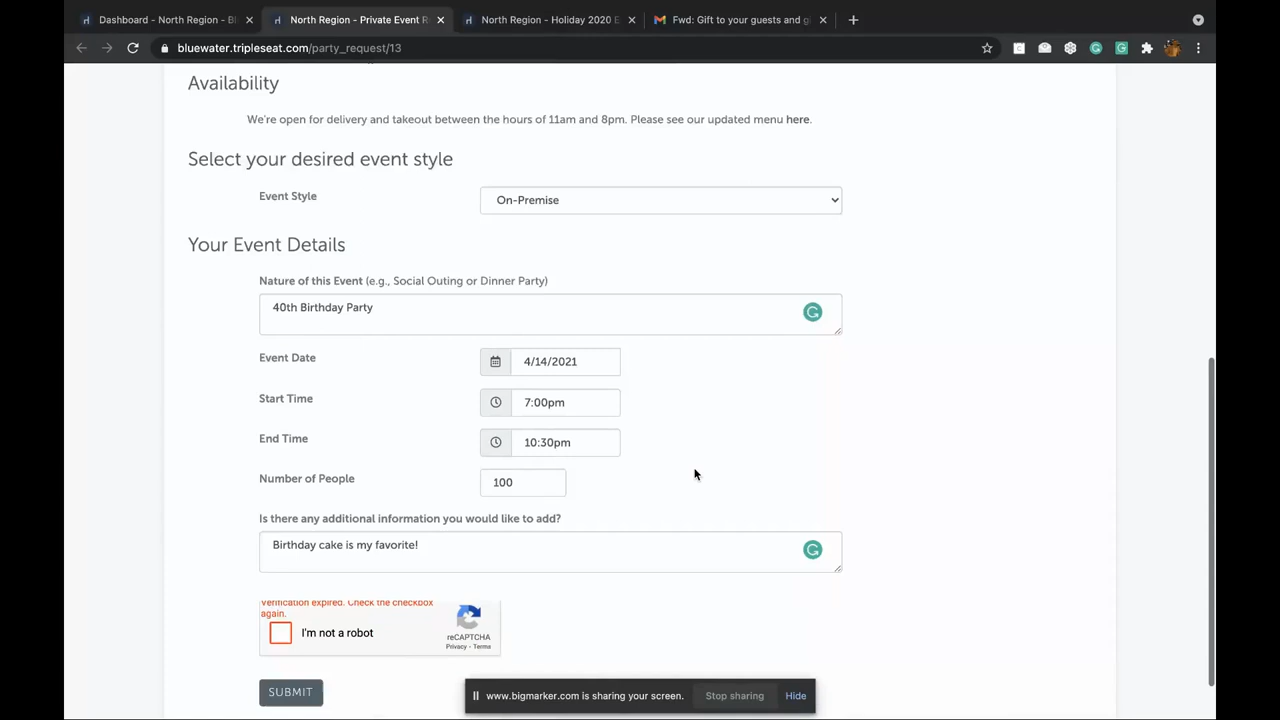 Dashboard - North Region - Bl
North Region - Private Event R
North Region - Holiday 2020 E
Fwd: Gift to your guests and g
bluewater.tripleseat.com/party_request/13
Availability
We're open for delivery and takeout between the hours of 11am and 8pm. Please see our updated menu here.
Select your desired event style
Event Style
On-Premise
Your Event Details
Nature of this Event (e.g., Social Outing or Dinner Party)
40th Birthday Party
Event Date
4/14/2021
Start Time
7:00pm
End Time
10:30pm
Number of People
100
Is there any additional information you would like to add?
Birthday cake is my favorite!
Verification expired. Check the checkbox
again.
I'm not a robot
reCAPTCHA
Privacy - Terms
SUBMIT
www.bigmarker.com is sharing your screen.
Stop sharing
Hide